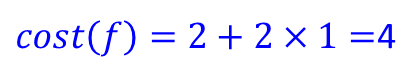 cost(f) = 2 + 2 × 1 =4